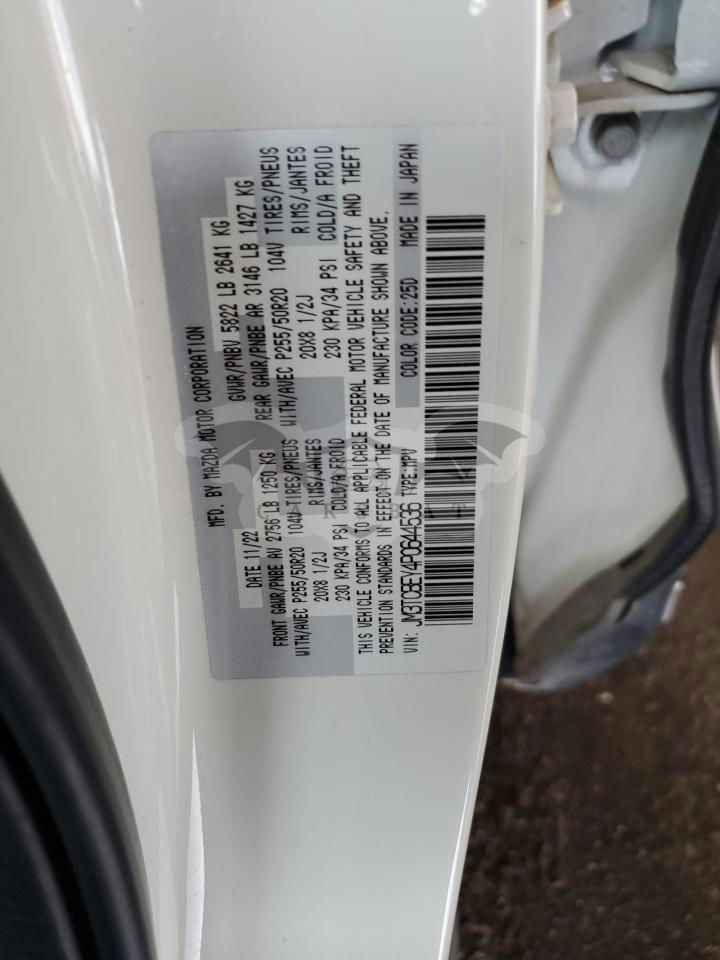 MFD. BY MAZDA MOTOR CORPORATION
DATE 11/22 GVWR/PNBV 5822 LB 2641 KG
FRONT GAWR/PNBE AV 2756 LB 1250 KG REAR GAWR/PNBE AR 3146 LB 1427 KG
WITH/AVEC P255/50R20 104V TIRES/PNEUS WITH/AVEC P255/50R20 104V TIRES/PNEUS
20X8 1/2J RIMS/JANTES 20X8 1/2J RIMS/JANTES
230 KPA/34 PSI COLD/A FROID 230 KPA/34 PSI COLD/A FROID
THIS VEHICLE CONFORMS TO ALL APPLICABLE FEDERAL MOTOR VEHICLE SAFETY AND THEFT
PREVENTION STANDARDS IN EFFECT ON THE DATE OF MANUFACTURE SHOWN ABOVE.
VIN: JM3TCBEY4P0644536 TYPE:MPV COLOR CODE:25D MADE IN JAPAN